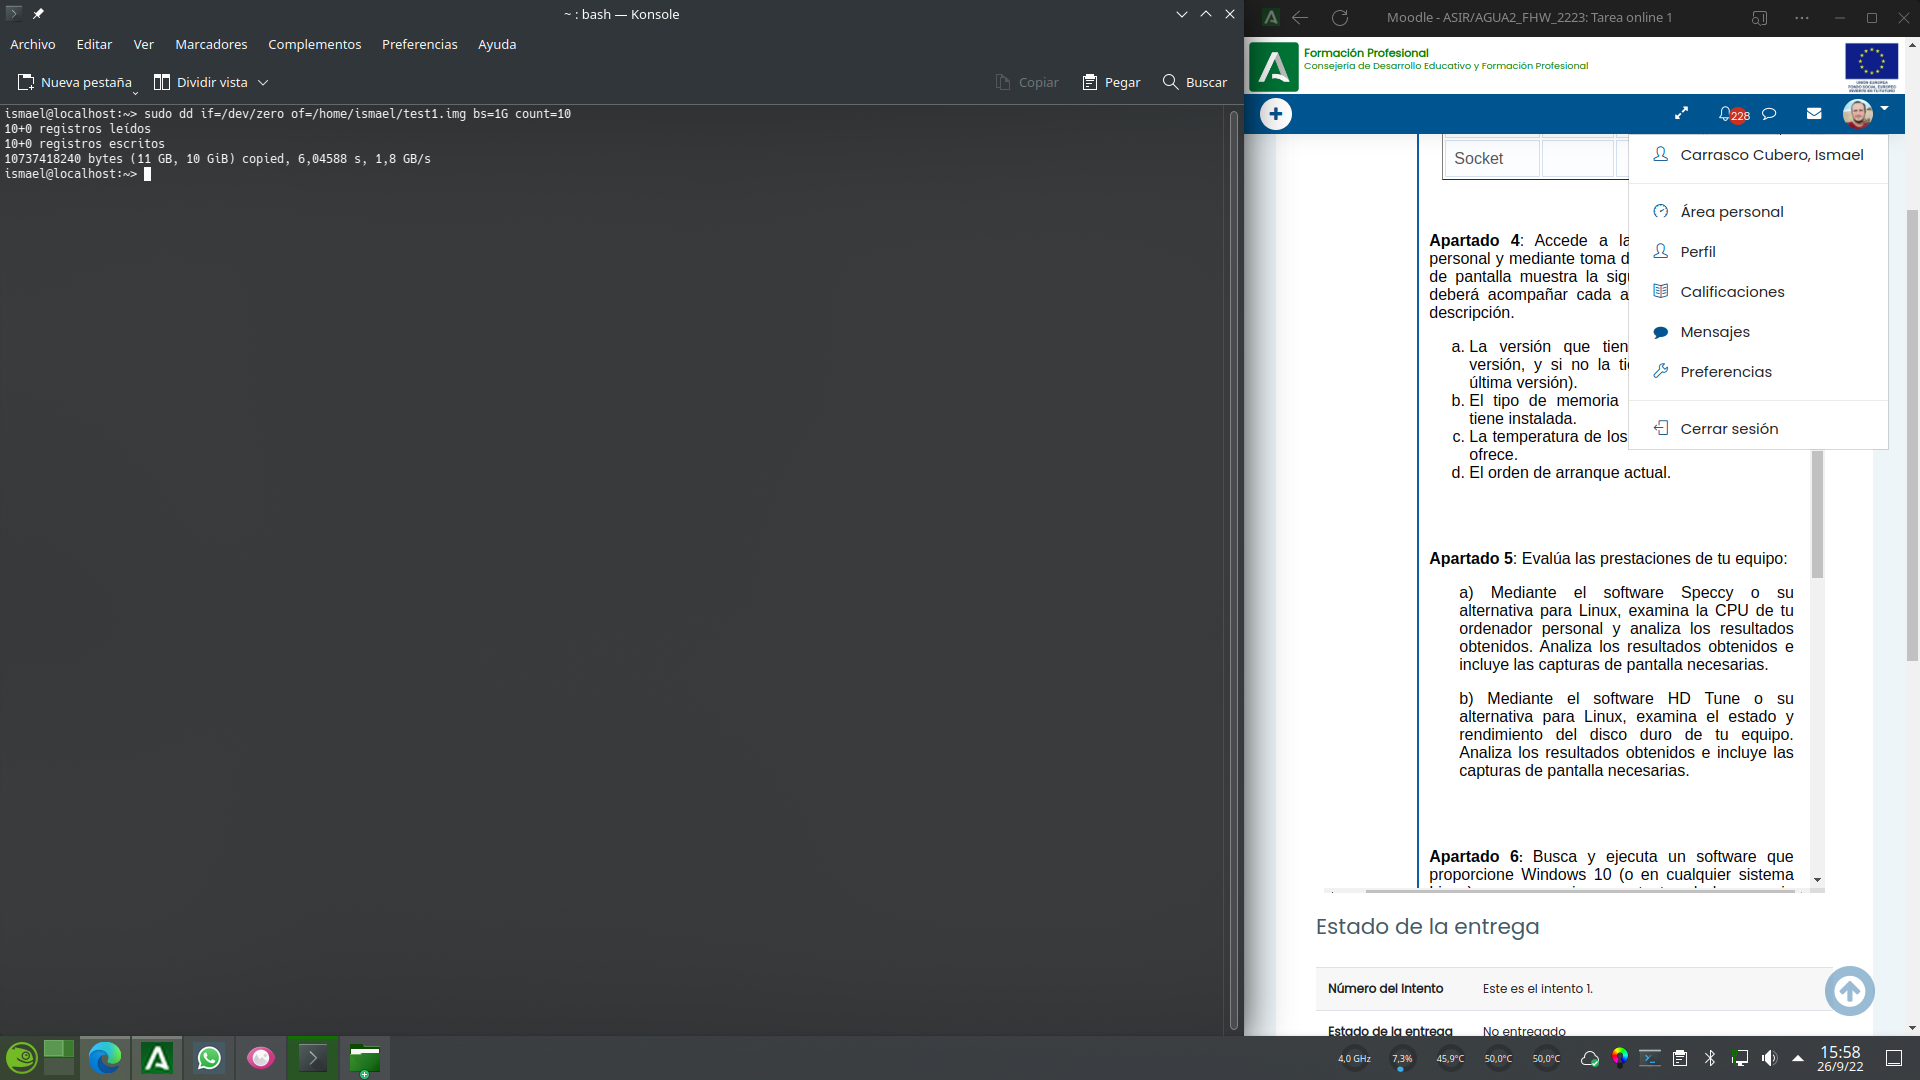 ~ : bash — Konsole
Archivo Editar Ver Marcadores Complementos Preferencias Ayuda
Nueva pestaña Dividir vista Copiar Pegar Buscar
ismael@localhost:~> sudo dd if=/dev/zero of=/home/ismael/test1.img bs=1G count=10
10+0 registros leídos
10+0 registros escritos
10737418240 bytes (11 GB, 10 GiB) copied, 6,04588 s, 1,8 GB/s
ismael@localhost:~>
Moodle - ASIR/AGUA2_FHW_2223: Tarea online 1
Formación Profesional
Consejería de Desarrollo Educativo y Formación Profesional
UNIÓN EUROPEA
228
Socket
Carrasco Cubero, Ismael
Área personal
Perfil
Calificaciones
Mensajes
Preferencias
Cerrar sesión
Apartado 4: Accede a la
personal y mediante toma d
de pantalla muestra la sigu
deberá acompañar cada a
descripción.
a. La versión que tien
versión, y si no la ti
última versión).
b. El tipo de memoria
tiene instalada.
c. La temperatura de los
ofrece.
d. El orden de arranque actual.
Apartado 5: Evalúa las prestaciones de tu equipo:
a) Mediante el software Speccy o su
alternativa para Linux, examina la CPU de tu
ordenador personal y analiza los resultados
obtenidos. Analiza los resultados obtenidos e
incluye las capturas de pantalla necesarias.
b) Mediante el software HD Tune o su
alternativa para Linux, examina el estado y
rendimiento del disco duro de tu equipo.
Analiza los resultados obtenidos e incluye las
capturas de pantalla necesarias.
Apartado 6: Busca y ejecuta un software que
proporcione Windows 10 (o en cualquier sistema
Estado de la entrega
Número del Intento Este es el intento 1.
Estado de la entrega No entregado
4,0 GHz 7,3% 45,9°C 50,0°C 50,0°C
15:58
26/9/22